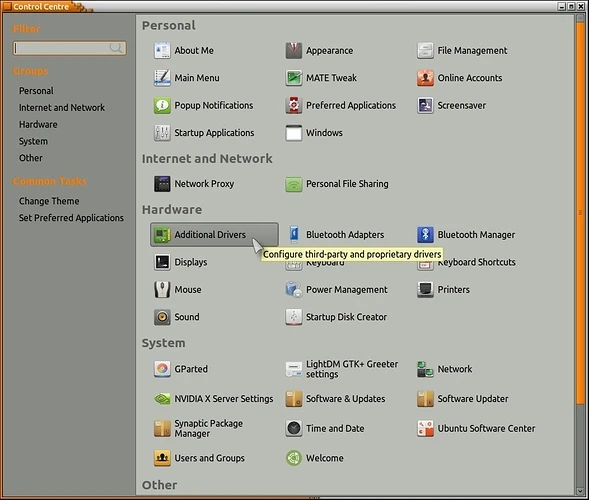 Control Centre
Filter
Groups
Personal
Internet and Network
Hardware
System
Other
Common Tasks
Change Theme
Set Preferred Applications
Personal
About Me
Appearance
File Management
Main Menu
MATE Tweak
Online Accounts
Popup Notifications
Preferred Applications
Screensaver
Startup Applications
Windows
Internet and Network
Network Proxy
Personal File Sharing
Hardware
Additional Drivers
Bluetooth Adapters
Bluetooth Manager
Configure third-party and proprietary drivers
Displays
Keyboard
Keyboard Shortcuts
Mouse
Power Management
Printers
Sound
Startup Disk Creator
System
GParted
LightDM GTK+ Greeter
settings
Network
NVIDIA X Server Settings
Software & Updates
Software Updater
Synaptic Package
Manager
Time and Date
Ubuntu Software Center
Users and Groups
Welcome
Other